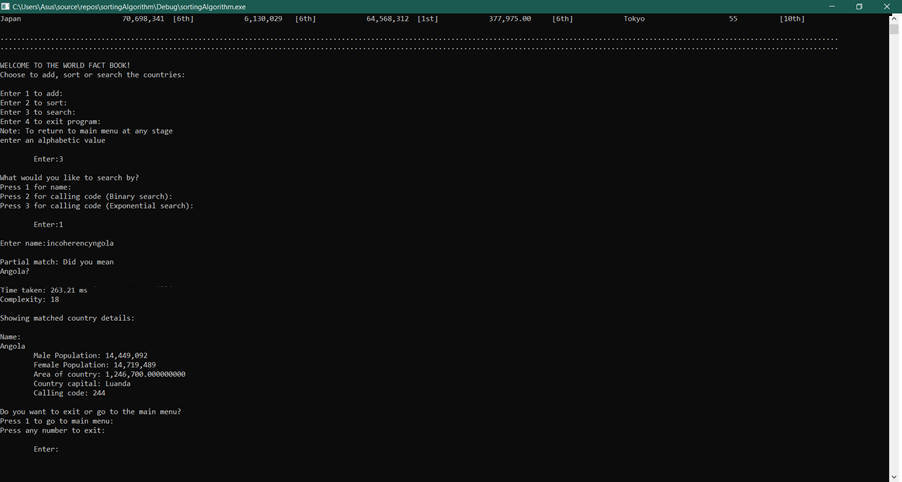 C:\Users\Asus\source\repos\sortingAlgorithm\Debug\sortingAlgorithm.exe
Japan 70,698,341 [6th] 6,130,029 [6th] 64,568,312 [1st] 377,975.00 [6th] Tokyo 55 [10th]
WELCOME TO THE WORLD FACT BOOK!
Choose to add, sort or search the countries:
Enter 1 to add:
Enter 2 to sort:
Enter 3 to search:
Enter 4 to exit program:
Note: To return to main menu at any stage
enter an alphabetic value
Enter:3
What would you like to search by?
Press 1 for name:
Press 2 for calling code (Binary search):
Press 3 for calling code (Exponential search):
Enter:1
Enter name:incoherencyngola
Partial match: Did you mean
Angola?
Time taken: 263.21 ms
Complexity: 18
Showing matched country details:
Name:
Angola
Male Population: 14,449,092
Female Population: 14,719,489
Area of country: 1,246,700.000000000
Country capital: Luanda
Calling code: 244
Do you want to exit or go to the main menu?
Press 1 to go to main menu:
Press any number to exit:
Enter: